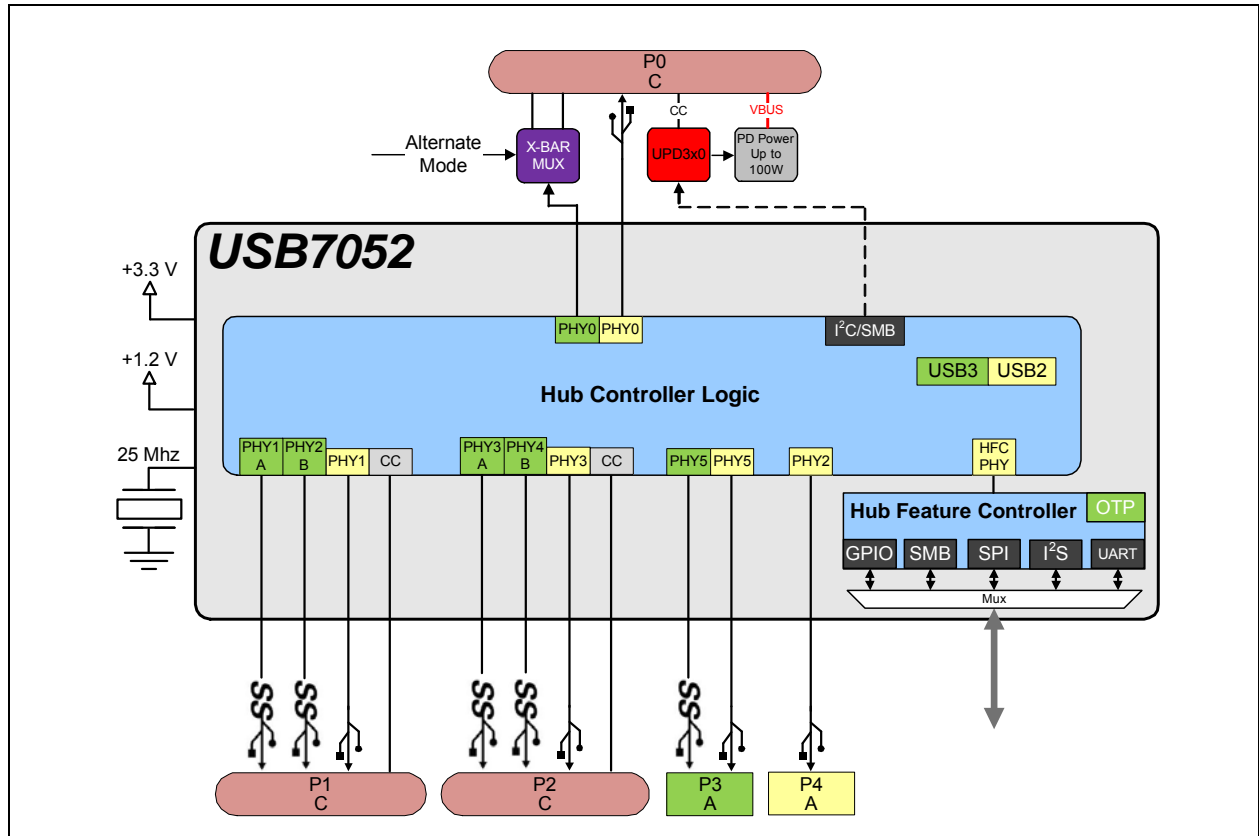 P0
C
CC
VBUS
Alternate
Mode
X-BAR
MUX
UPD3x0
PD Power
Up to
100W
USB7052
+3.3 V
+1.2 V
25 Mhz
PHY0
PHY0
I²C/SMB
USB3
USB2
Hub Controller Logic
PHY1
A
PHY2
B
PHY1
CC
PHY3
A
PHY4
B
PHY3
CC
PHY5
PHY5
PHY2
HFC
PHY
Hub Feature Controller
OTP
GPIO
SMB
SPI
I²S
UART
Mux
SS
SS
SS
SS
SS
P1
C
P2
C
P3
A
P4
A